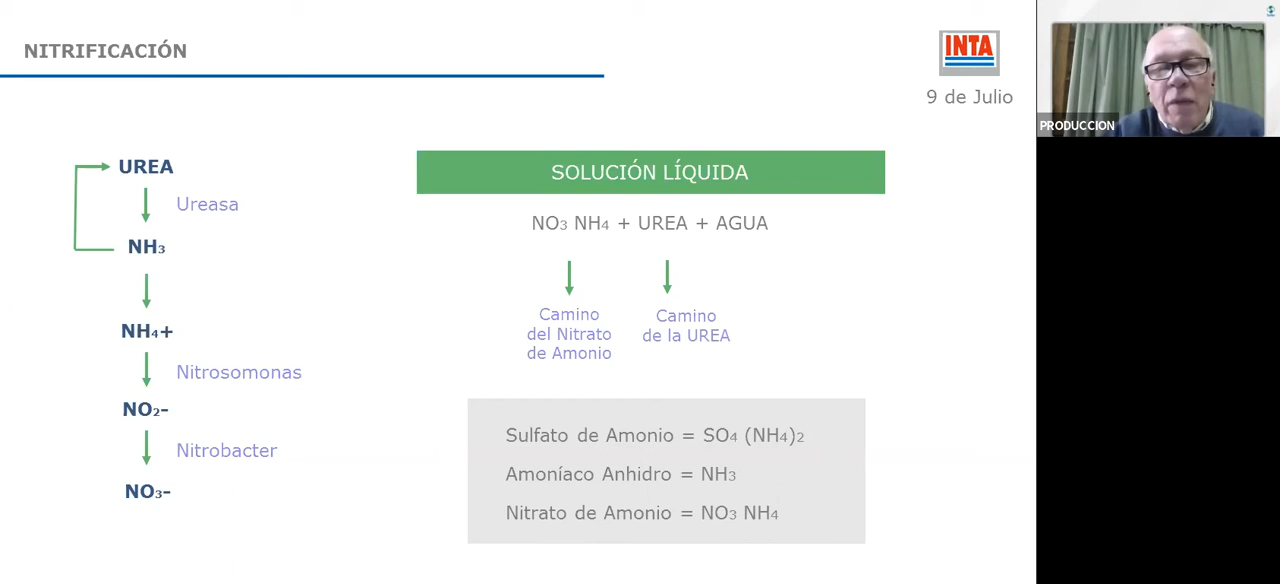 NITRIFICACIÓN
INTA
9 de Julio
PRODUCCION
UREA
Ureasa
NH₃
NH₄+
Nitrosomonas
NO₂-
Nitrobacter
NO₃-
SOLUCIÓN LÍQUIDA
NO₃ NH₄ + UREA + AGUA
Camino
del Nitrato
de Amonio
Camino
de la UREA
Sulfato de Amonio = SO₄ (NH₄)₂
Amoníaco Anhidro = NH₃
Nitrato de Amonio = NO₃ NH₄